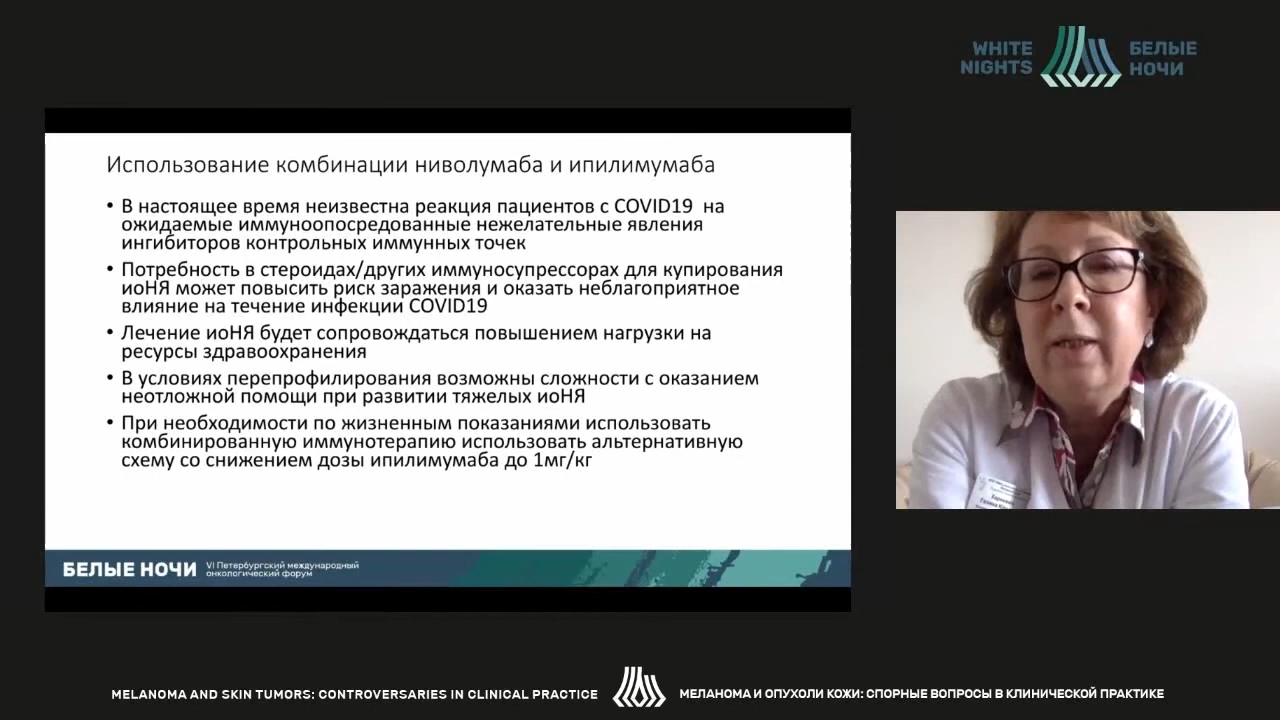 WHITE
NIGHTS
БЕЛЫЕ
НОЧИ
Использование комбинации ниволумаба и ипилимумаба
• В настоящее время неизвестна реакция пациентов с COVID19 на
ожидаемые иммуноопосредованные нежелательные явления
ингибиторов контрольных иммунных точек
• Потребность в стероидах/других иммуносупрессорах для купирования
иоНЯ может повысить риск заражения и оказать неблагоприятное
влияние на течение инфекции COVID19
• Лечение иоНЯ будет сопровождаться повышением нагрузки на
ресурсы здравоохранения
• В условиях перепрофилирования возможны сложности с оказанием
неотложной помощи при развитии тяжелых иоНЯ
• При необходимости по жизненным показаниями использовать
комбинированную иммунотерапию использовать альтернативную
схему со снижением дозы ипилимумаба до 1мг/кг
БЕЛЫЕ НОЧИ
VI Петербургский международный
онкологический форум
MELANOMA AND SKIN TUMORS: CONTROVERSARIES IN CLINICAL PRACTICE
МЕЛАНОМА И ОПУХОЛИ КОЖИ: СПОРНЫЕ ВОПРОСЫ В КЛИНИЧЕСКОЙ ПРАКТИКЕ